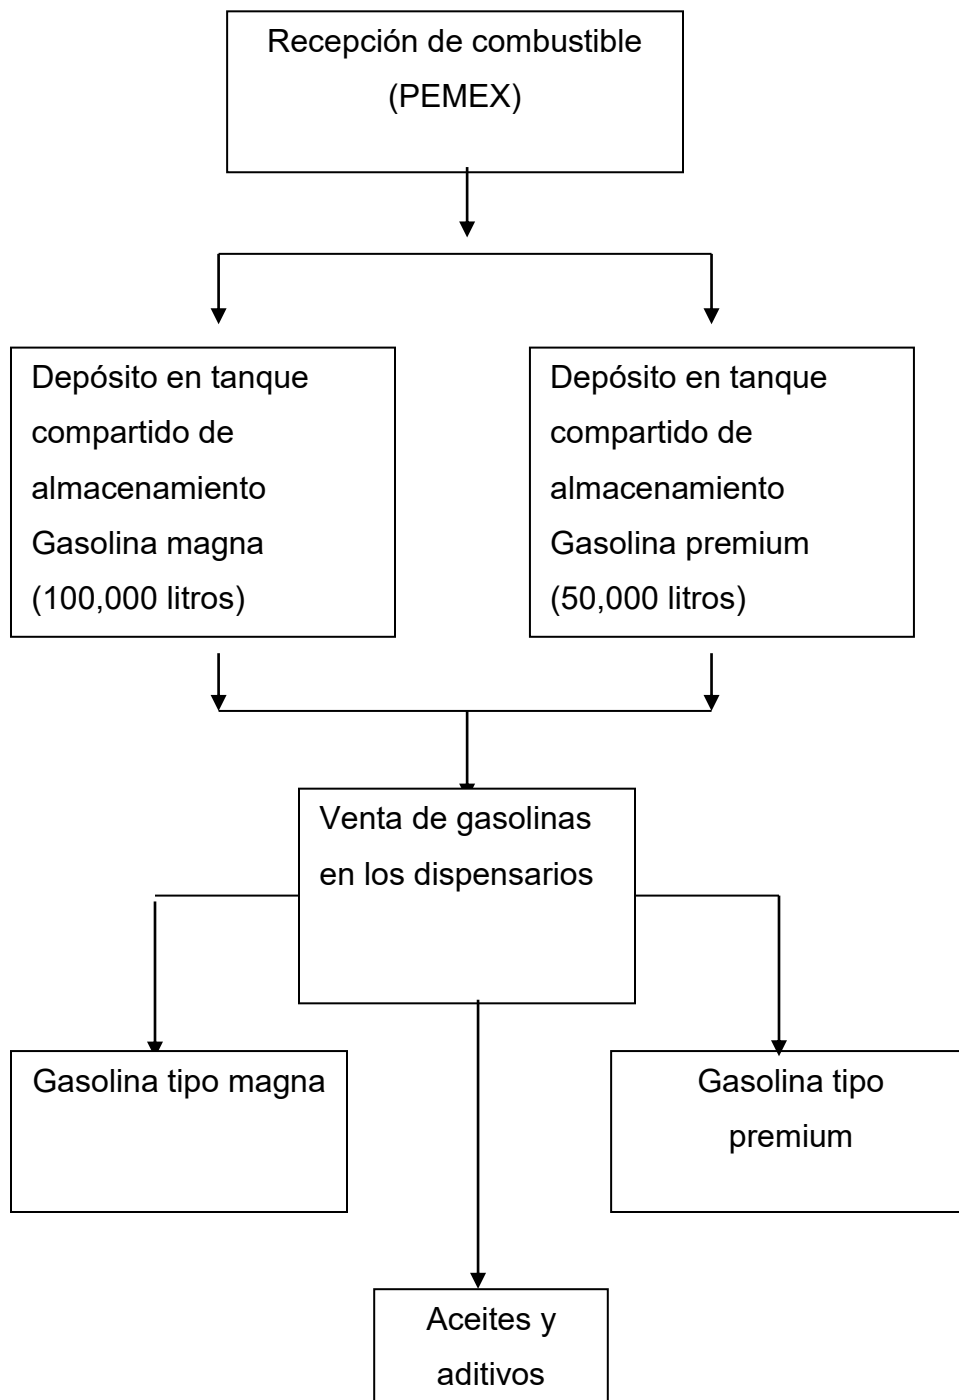 Recepción de combustible
(PEMEX)
Depósito en tanque
compartido de
almacenamiento
Gasolina magna
(100,000 litros)
Depósito en tanque
compartido de
almacenamiento
Gasolina premium
(50,000 litros)
Venta de gasolinas
en los dispensarios
Gasolina tipo magna
Gasolina tipo
premium
Aceites y
aditivos